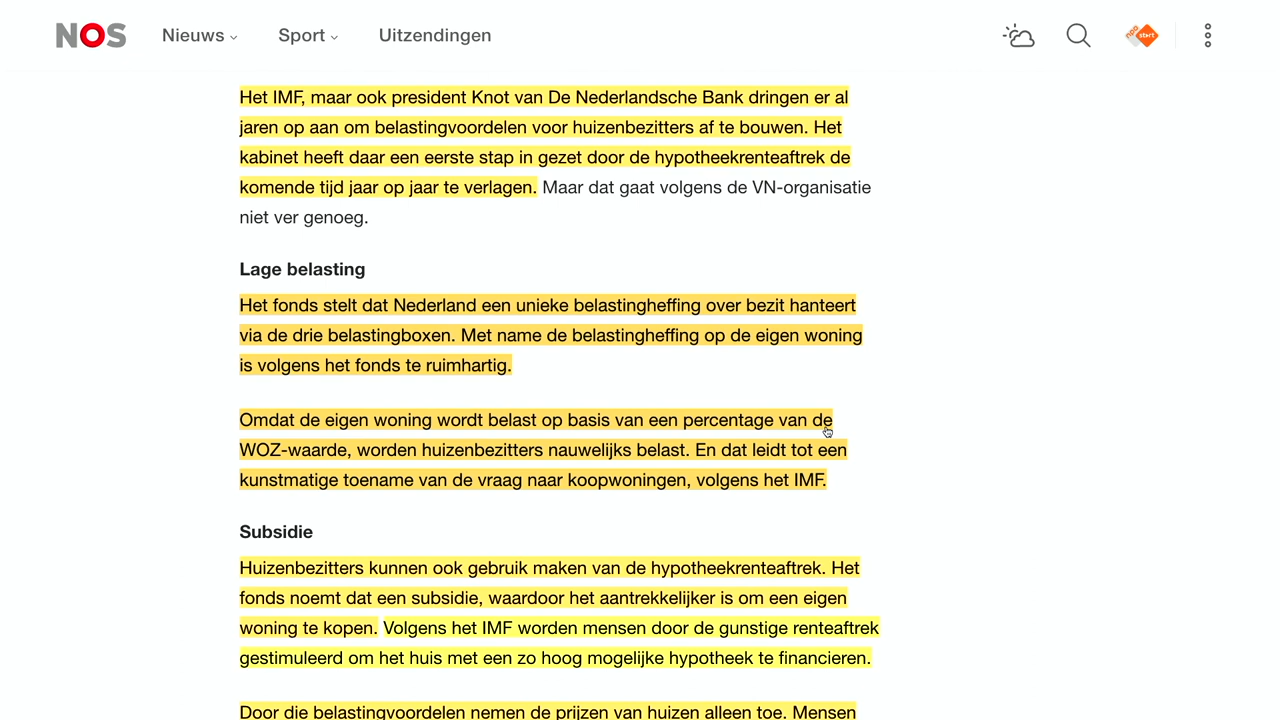 NOS Nieuws Sport Uitzendingen npo start
Het IMF, maar ook president Knot van De Nederlandsche Bank dringen er al
jaren op aan om belastingvoordelen voor huizenbezitters af te bouwen. Het
kabinet heeft daar een eerste stap in gezet door de hypotheekrenteaftrek de
komende tijd jaar op jaar te verlagen. Maar dat gaat volgens de VN-organisatie
niet ver genoeg.
Lage belasting
Het fonds stelt dat Nederland een unieke belastingheffing over bezit hanteert
via de drie belastingboxen. Met name de belastingheffing op de eigen woning
is volgens het fonds te ruimhartig.
Omdat de eigen woning wordt belast op basis van een percentage van de
WOZ-waarde, worden huizenbezitters nauwelijks belast. En dat leidt tot een
kunstmatige toename van de vraag naar koopwoningen, volgens het IMF.
Subsidie
Huizenbezitters kunnen ook gebruik maken van de hypotheekrenteaftrek. Het
fonds noemt dat een subsidie, waardoor het aantrekkelijker is om een eigen
woning te kopen. Volgens het IMF worden mensen door de gunstige renteaftrek
gestimuleerd om het huis met een zo hoog mogelijke hypotheek te financieren.
Door die belastingvoordelen nemen de prijzen van huizen alleen toe. Mensen